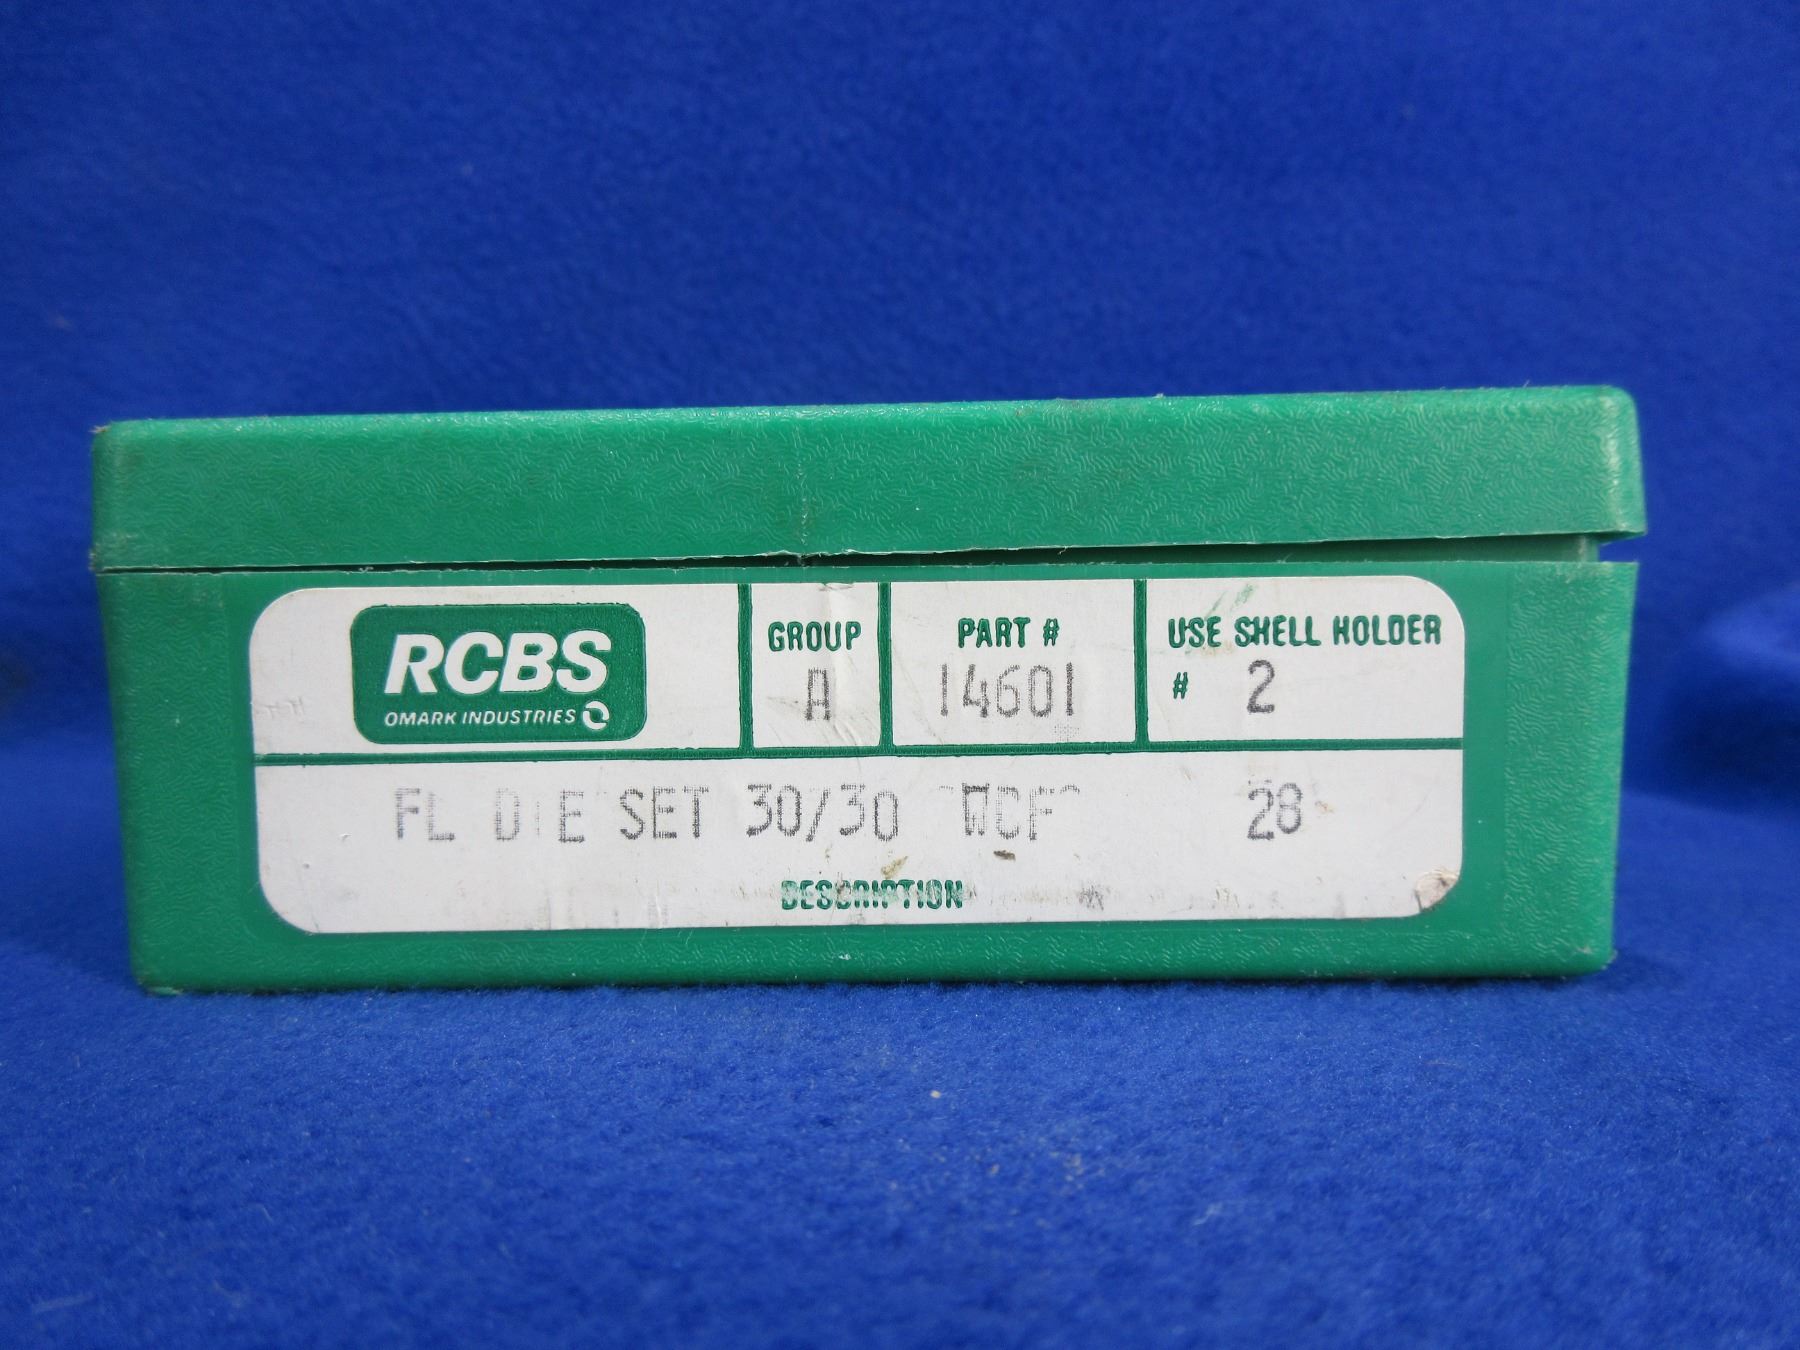 RCBS
OMARK INDUSTRIES
GROUP
A
PART #
14601
USE SHELL HOLDER
# 2
FL DIE SET 30/30 WCF 28
DESCRIPTION